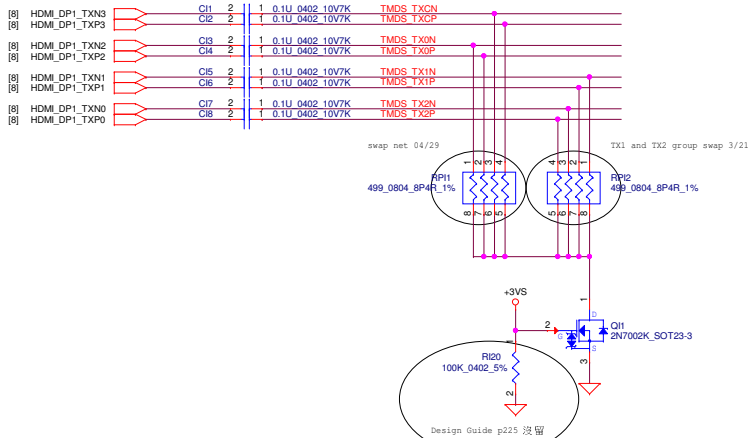 [8] HDMI_DP1_TXN3 CI1 2 1 0.1U_0402_10V7K TMDS_TXCN
[8] HDMI_DP1_TXP3 CI2 2 1 0.1U_0402_10V7K TMDS_TXCP
[8] HDMI_DP1_TXN2 CI3 2 1 0.1U_0402_10V7K TMDS_TX0N
[8] HDMI_DP1_TXP2 CI4 2 1 0.1U_0402_10V7K TMDS_TX0P
[8] HDMI_DP1_TXN1 CI5 2 1 0.1U_0402_10V7K TMDS_TX1N
[8] HDMI_DP1_TXP1 CI6 2 1 0.1U_0402_10V7K TMDS_TX1P
[8] HDMI_DP1_TXN0 CI7 2 1 0.1U_0402_10V7K TMDS_TX2N
[8] HDMI_DP1_TXP0 CI8 2 1 0.1U_0402_10V7K TMDS_TX2P
swap net 04/29 TX1 and TX2 group swap 3/21
1 2 3 4 4 3 2 1
RPI1 RPI2
499_0804_8P4R_1% 499_0804_8P4R_1%
8 7 6 5 5 6 7 8
+3VS
1
D
2 QI1
G 2N7002K_SOT23-3
S
1 3
RI20
100K_0402_5%
2
Design Guide p225 沒留